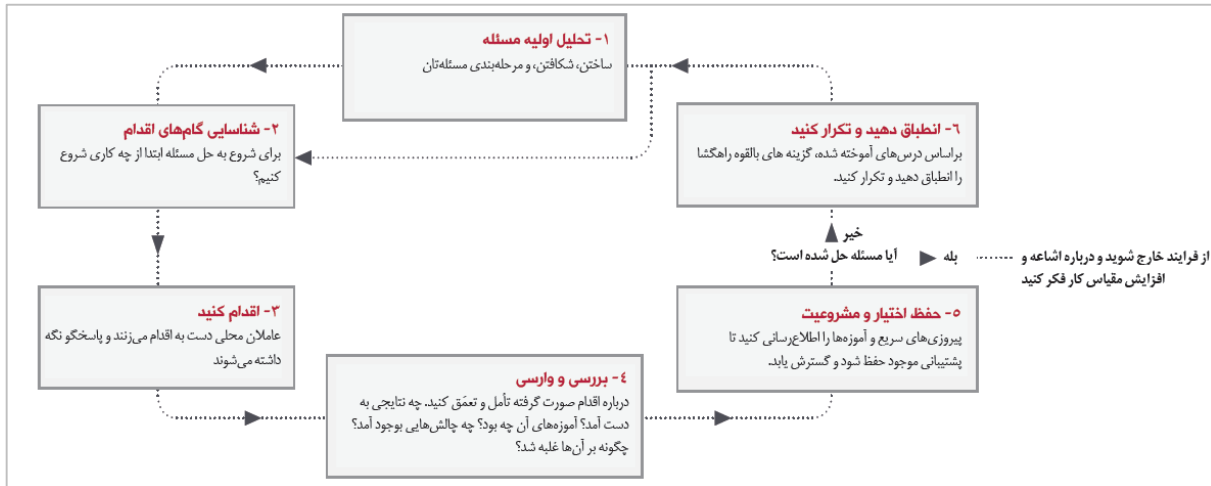 ۱- تحلیل اولیه مسئله
ساختن، شکافتن، و مرحله‌بندی مسئله‌تان
۲- شناسایی گام‌های اقدام
برای شروع به حل مسئله ابتدا از چه کاری شروع
کنیم؟
۳- اقدام کنید
عاملان محلی دست به اقدام می‌زنند و پاسخگو نگه
داشته می‌شوند
۴- بررسی و وارسی
درباره اقدام صورت گرفته تأمل و تعمّق کنید. چه نتایجی به
دست آمد؟ آموزه‌های آن چه بود؟ چه چالش‌هایی بوجود آمد؟
چگونه بر آن‌ها غلبه شد؟
۵- حفظ اختیار و مشروعیت
پیروزی‌های سریع و آموزه‌ها را اطلاع‌رسانی کنید تا
پشتیبانی موجود حفظ شود و گسترش یابد.
آیا مسئله حل شده است؟
خیر
بله
از فرایند خارج شوید و درباره اشاعه و
افزایش مقیاس کار فکر کنید
۶- انطباق دهید و تکرار کنید
براساس درس‌های آموخته شده، گزینه های بالقوه راهگشا
را انطباق دهید و تکرار کنید.